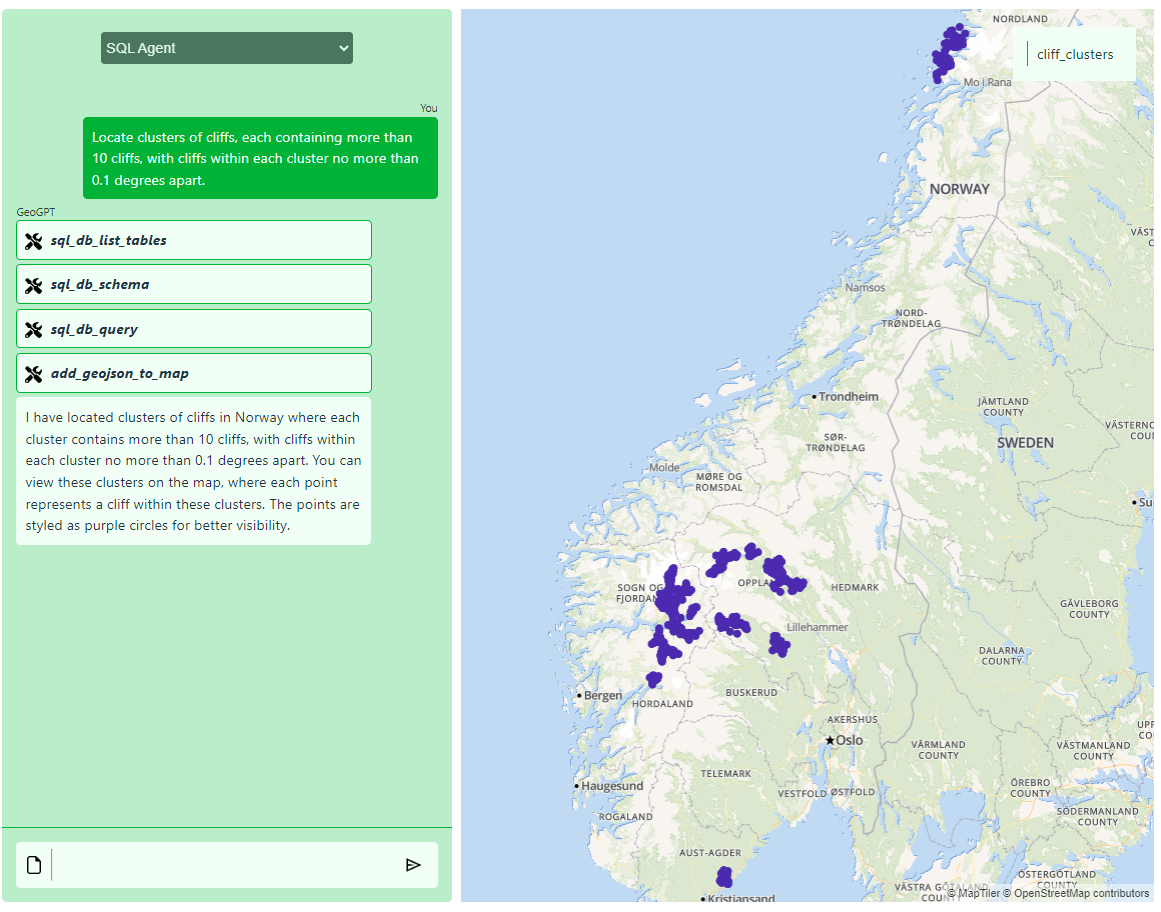 SQL Agent
You
Locate clusters of cliffs, each containing more than
10 cliffs, with cliffs within each cluster no more than
0.1 degrees apart.
GeoGPT
sql_db_list_tables
sql_db_schema
sql_db_query
add_geojson_to_map
I have located clusters of cliffs in Norway where each
cluster contains more than 10 cliffs, with cliffs within
each cluster no more than 0.1 degrees apart. You can
view these clusters on the map, where each point
represents a cliff within these clusters. The points are
styled as purple circles for better visibility.
NORDLAND
cliff_clusters
Mo i Rana
NORWAY
Namsos
NORD-
TRØNDELAG
Trondheim
JÄMTLAND
COUNTY
SØR-
TRØNDELAG
SWEDEN
Molde
MØRE OG
ROMSDAL
SOGN OG
FJORDAN
OPPLA
HEDMARK
GÄVLEBORG
COUNTY
Lillehammer
DALARNA
COUNTY
Bergen
HORDALAND
BUSKERUD
AKERSHUS
Oslo
VÄRMLAND
COUNTY
VÄSTMANLAND
COUNTY
TELEMARK
Haugesund
VESTFOLD
ØSTFOLD
ÖREBRO
COUNTY
ROGALAND
SÖDERMANLAND
COUNTY
AUST-AGDER
ÖSTERGÖTLAND
COUNTY
VÄSTRA GÖTALAND
COUN
Kristiansand
© MapTiler © OpenStreetMap contributors